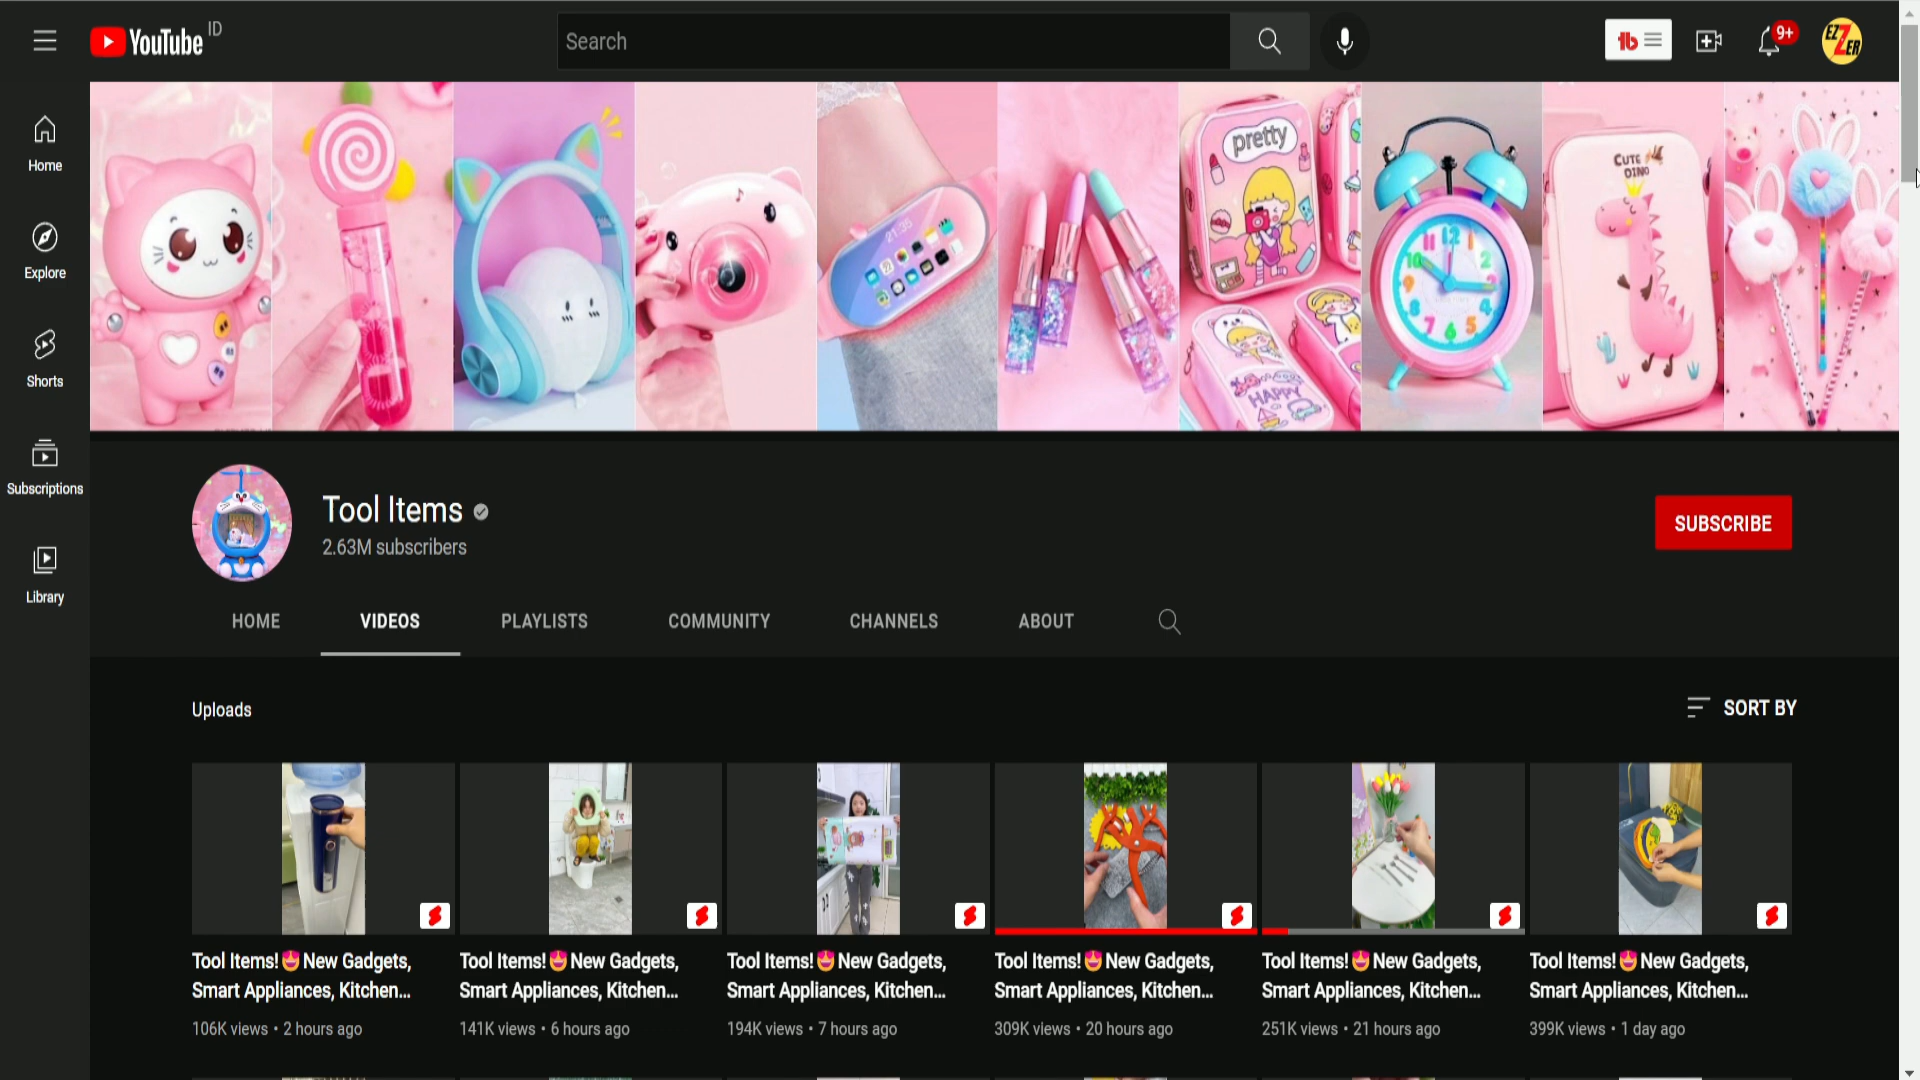 YouTube ID
Search
9+
EZ
Z
ER
Home
Explore
Shorts
Subscriptions
Library
pretty
HAPPY
21:30
CUTE
DINO
Tool Items
2.63M subscribers
SUBSCRIBE
HOME
VIDEOS
PLAYLISTS
COMMUNITY
CHANNELS
ABOUT
Uploads
SORT BY
Tool Items!😍New Gadgets,
Smart Appliances, Kitchen...
106K views • 2 hours ago
Tool Items!😍New Gadgets,
Smart Appliances, Kitchen...
141K views • 6 hours ago
Tool Items!😍New Gadgets,
Smart Appliances, Kitchen...
194K views • 7 hours ago
Tool Items!😍New Gadgets,
Smart Appliances, Kitchen...
309K views • 20 hours ago
Tool Items!😍New Gadgets,
Smart Appliances, Kitchen...
251K views • 21 hours ago
Tool Items!😍New Gadgets,
Smart Appliances, Kitchen...
399K views • 1 day ago